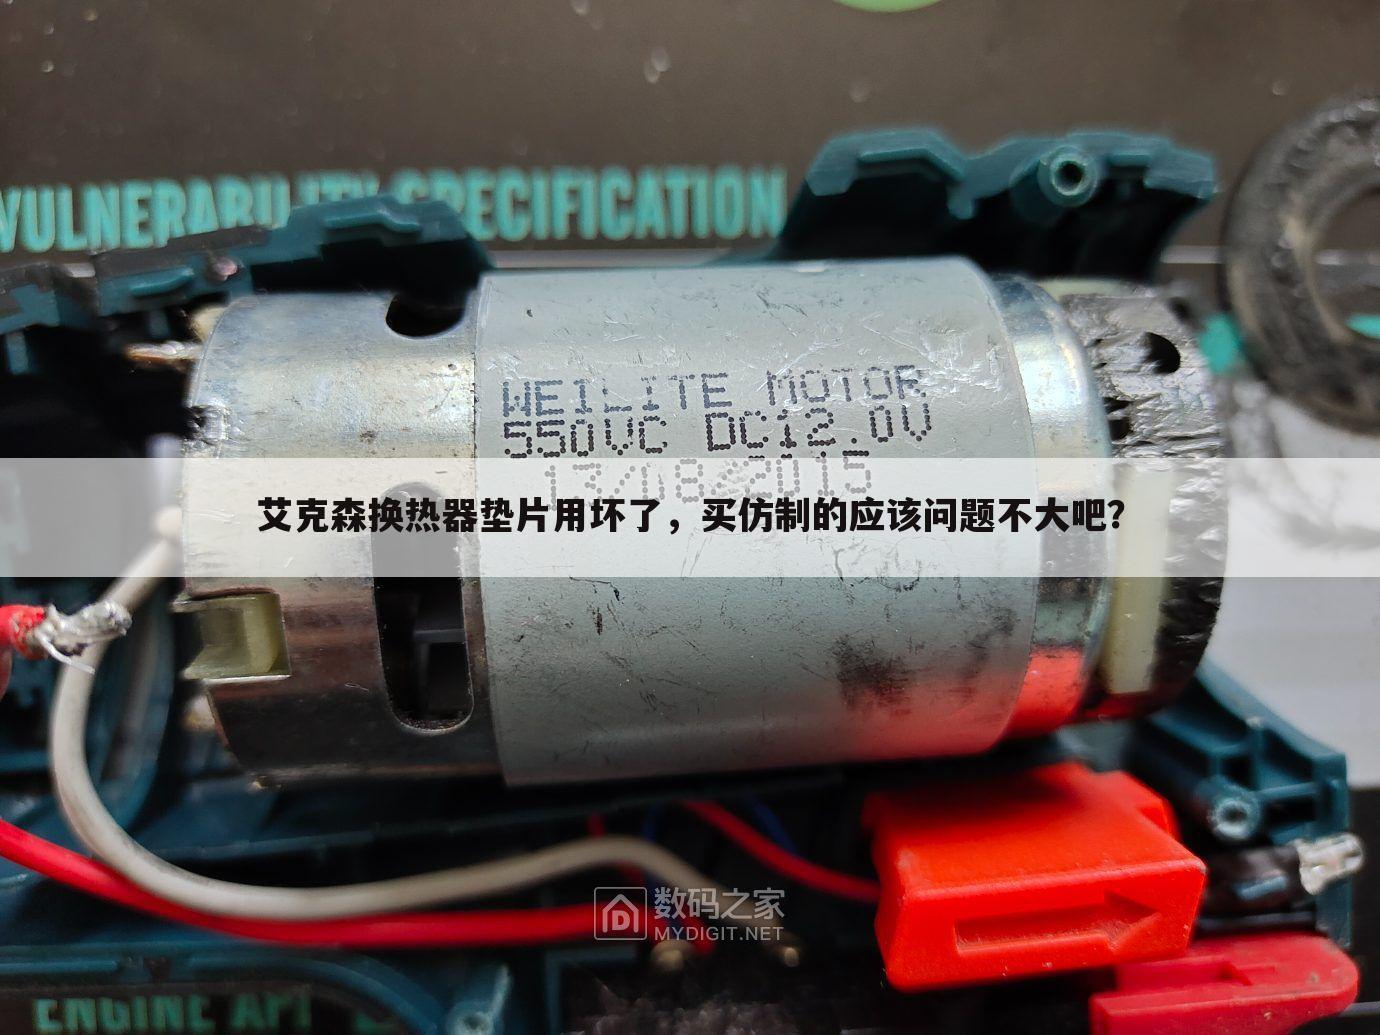 VULNERABILITY SPECIFICATION
WEILITE MOTOR
550VC DC12.0V
13/08/2015
艾克森换热器垫片用坏了，买仿制的应该问题不大吧？
数码之家
MYDIGIT.NET
ENGINE API